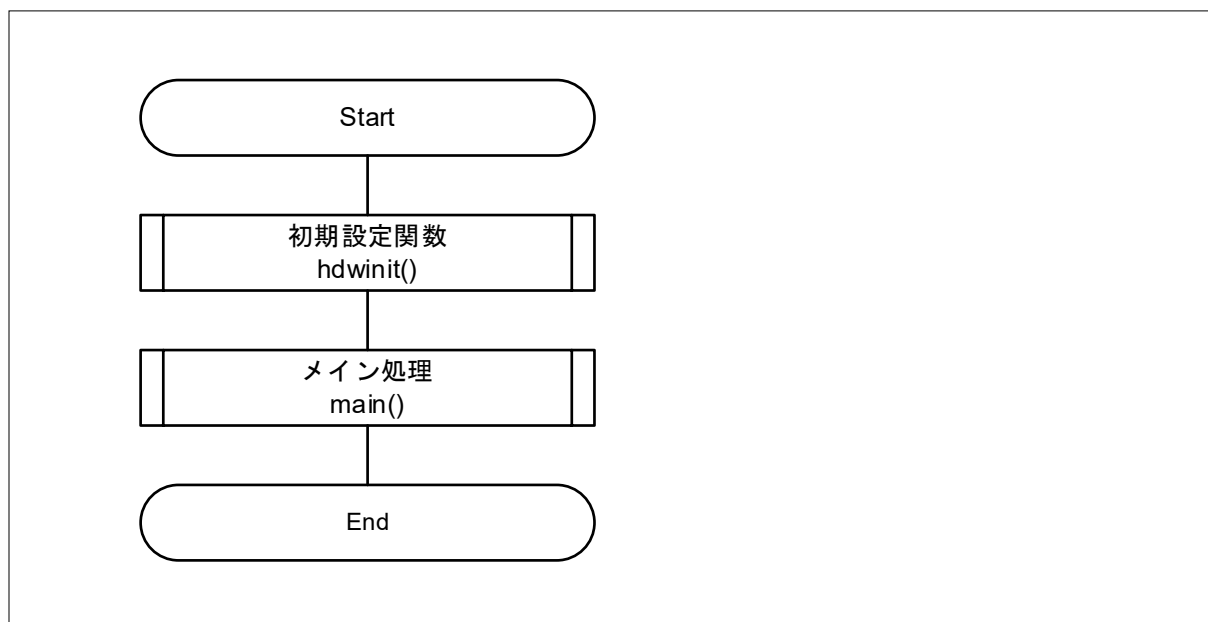 Start
初期設定関数
hdwinit()
メイン処理
main()
End